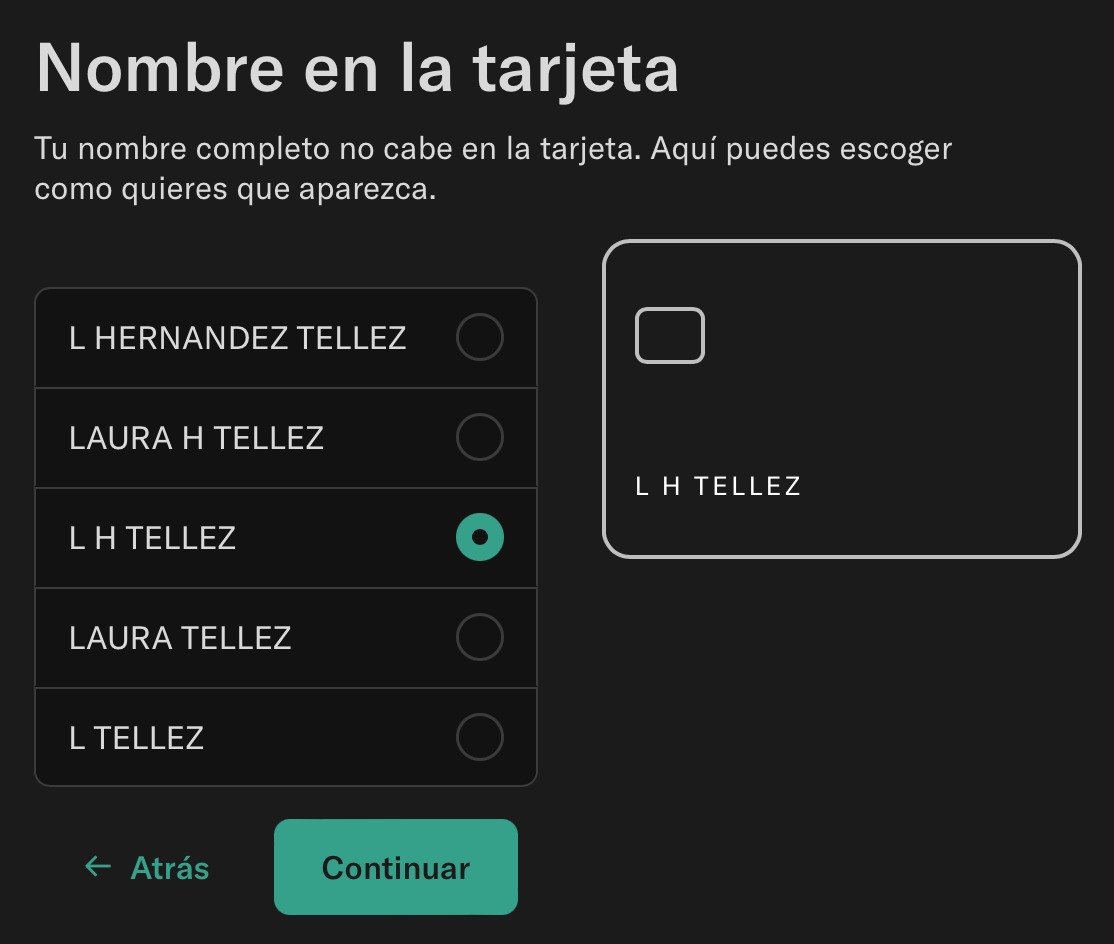 Nombre en la tarjeta
Tu nombre completo no cabe en la tarjeta. Aquí puedes escoger
como quieres que aparezca.
L HERNANDEZ TELLEZ
LAURA H TELLEZ
L H TELLEZ
LAURA TELLEZ
L TELLEZ
L H TELLEZ
← Atrás
Continuar